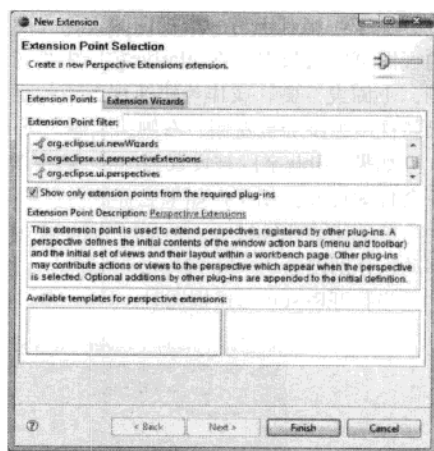 New Extension
Extension Point Selection
Create a new Perspective Extensions extension.
Extension Points Extension Wizards
Extension Point filter:
org.eclipse.ui.newWizards
org.eclipse.ui.perspectiveExtensions
org.eclipse.ui.perspectives
Show only extension points from the required plug-ins
Extension Point Description: Perspective Extensions
This extension point is used to extend perspectives registered by other plug-ins. A
perspective defines the initial contents of the window action bars (menu and toolbar)
and the initial set of views and their layout within a workbench page. Other plug-ins
may contribute actions or views to the perspective which appear when the perspective
is selected. Optional additions by other plug-ins are appended to the initial definition.
Available templates for perspective extensions:
? < Back Next > Finish Cancel